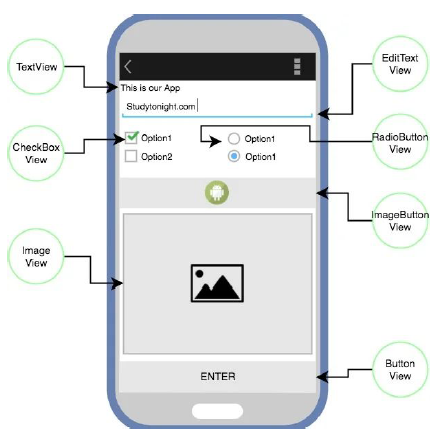 TextView
EditText
View
This is our App
Studytonight.com
CheckBox
View
Option1
Option2
Option1
Option1
RadioButton
View
ImageButton
View
Image
View
ENTER
Button
View